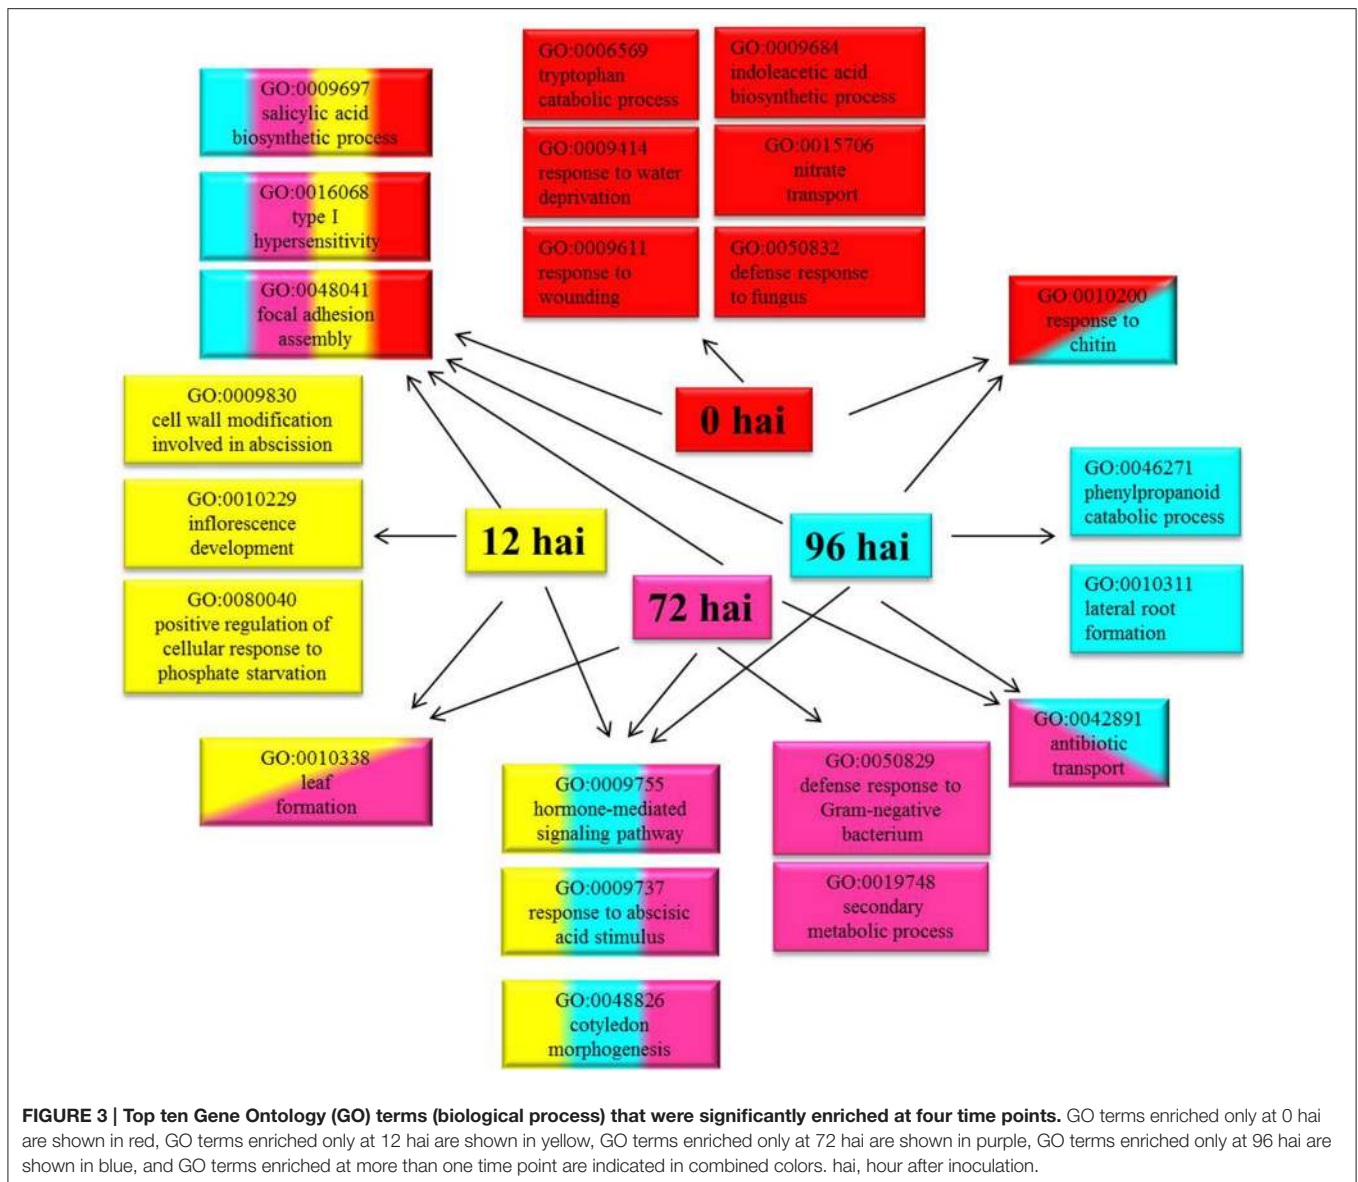 GO:0006569
tryptophan
catabolic process
GO:0009684
indoleacetic acid
biosynthetic process
GO:0009697
salicylic acid
biosynthetic process
GO:0009414
response to water
deprivation
GO:0015706
nitrate
transport
GO:0016068
type I
hypersensitivity
GO:0009611
response to
wounding
GO:0050832
defense response
to fungus
GO:0048041
focal adhesion
assembly
GO:0010200
response to
chitin
0 hai
GO:0009830
cell wall modification
involved in abscission
GO:0046271
phenylpropanoid
catabolic process
GO:0010229
inflorescence
development
12 hai
96 hai
72 hai
GO:0080040
positive regulation of
cellular response to
phosphate starvation
GO:0010311
lateral root
formation
GO:0042891
antibiotic
transport
GO:0010338
leaf
formation
GO:0009755
hormone-mediated
signaling pathway
GO:0050829
defense response to
Gram-negative
bacterium
GO:0009737
response to abscisic
acid stimulus
GO:0019748
secondary
metabolic process
GO:0048826
cotyledon
morphogenesis
FIGURE 3 | Top ten Gene Ontology (GO) terms (biological process) that were significantly enriched at four time points. GO terms enriched only at 0 hai
are shown in red, GO terms enriched only at 12 hai are shown in yellow, GO terms enriched only at 72 hai are shown in purple, GO terms enriched only at 96 hai are
shown in blue, and GO terms enriched at more than one time point are indicated in combined colors. hai, hour after inoculation.